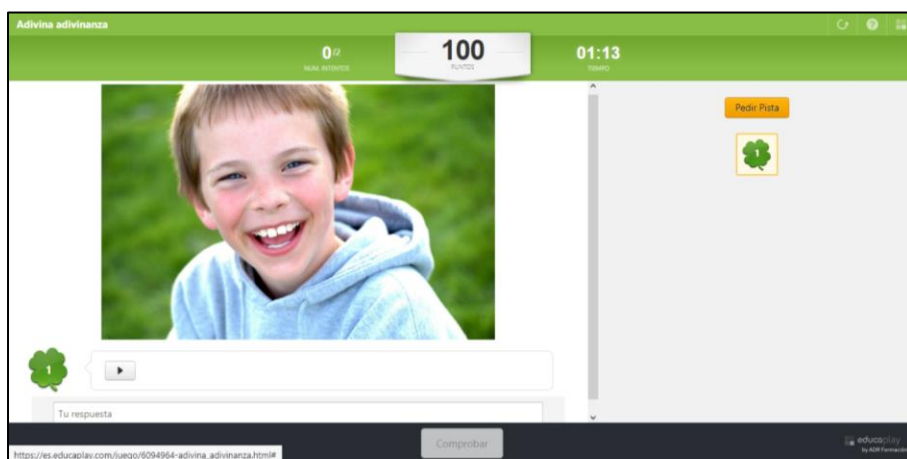 Adivina adivinanza
0/2
NUM. INTENTOS
100
PUNTOS
01:13
TIEMPO
Pedir Pista
1
1
Tu respuesta
Comprobar
https://es.educaplay.com/juego/6094964-adivina_adivinanza.html#
educaplay
by ADR Formación